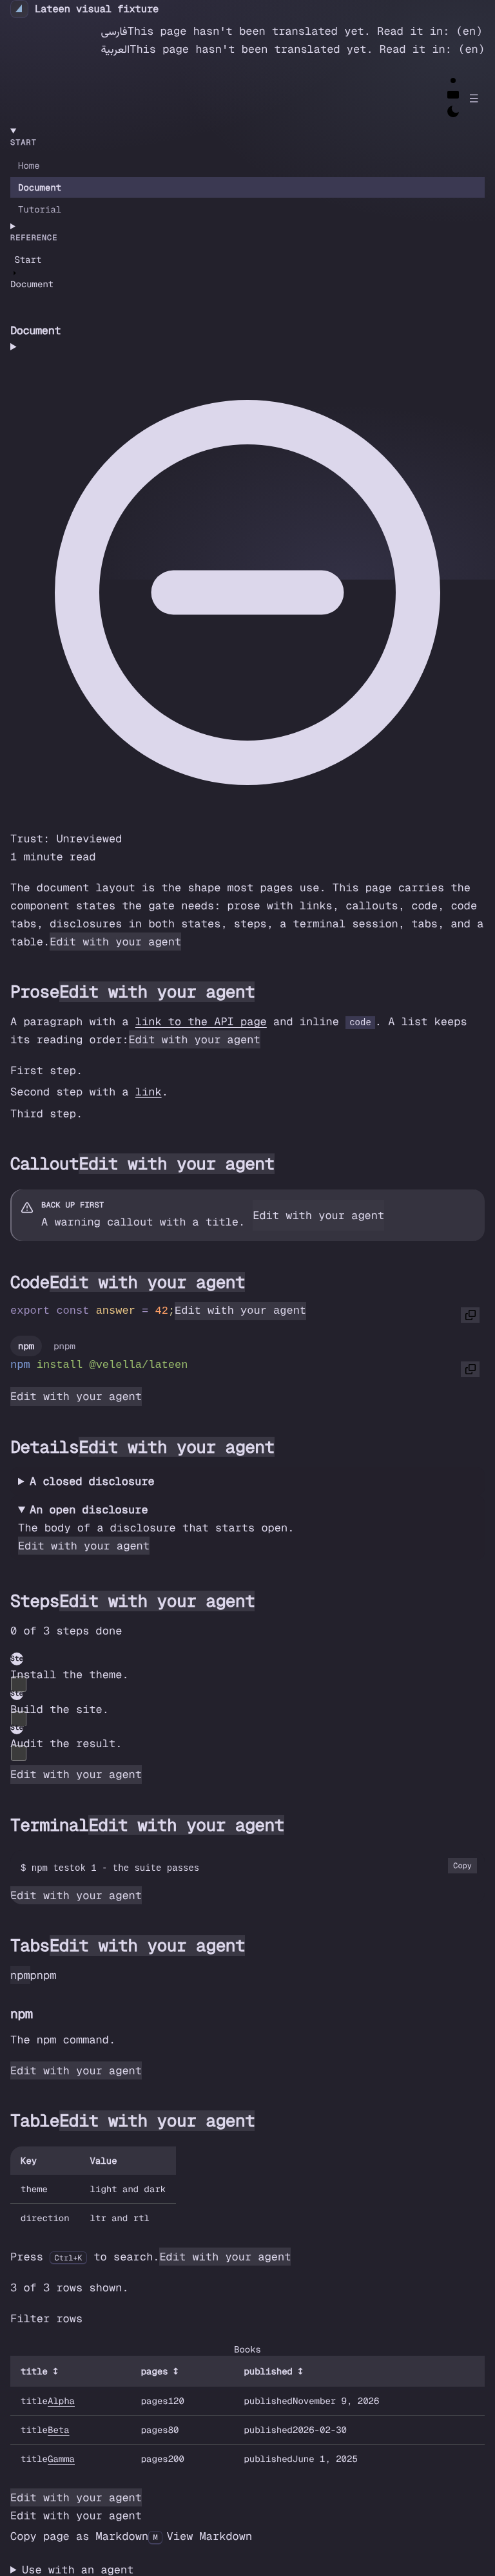 Lateen visual fixture
فارسی This page hasn't been translated yet. Read it in: (en)
العربية This page hasn't been translated yet. Read it in: (en)
START
Home
Document
Tutorial
REFERENCE
Start
Document
Document
Trust: Unreviewed
1 minute read
The document layout is the shape most pages use. This page carries the
component states the gate needs: prose with links, callouts, code, code
tabs, disclosures in both states, steps, a terminal session, tabs, and a
table.Edit with your agent
ProseEdit with your agent
A paragraph with a link to the API page and inline code. A list keeps
its reading order:Edit with your agent
First step.
Second step with a link.
Third step.
CalloutEdit with your agent
BACK UP FIRST
A warning callout with a title. Edit with your agent
CodeEdit with your agent
export const answer = 42;Edit with your agent
npm pnpm
npm install @velella/lateen
Edit with your agent
DetailsEdit with your agent
A closed disclosure
An open disclosure
The body of a disclosure that starts open.
Edit with your agent
StepsEdit with your agent
0 of 3 steps done
Install the theme.
Build the site.
Audit the result.
Edit with your agent
TerminalEdit with your agent
$ npm testok 1 - the suite passes
Copy
Edit with your agent
TabsEdit with your agent
npmpnpm
npm
The npm command.
Edit with your agent
TableEdit with your agent
Key Value
theme light and dark
direction ltr and rtl
Press Ctrl+K to search.Edit with your agent
3 of 3 rows shown.
Filter rows
Books
title ↕ pages ↕ published ↕
titleAlpha pages120 publishedNovember 9, 2026
titleBeta pages80 published2026-02-30
titleGamma pages200 publishedJune 1, 2025
Edit with your agent
Edit with your agent
Copy page as Markdown M View Markdown
Use with an agent